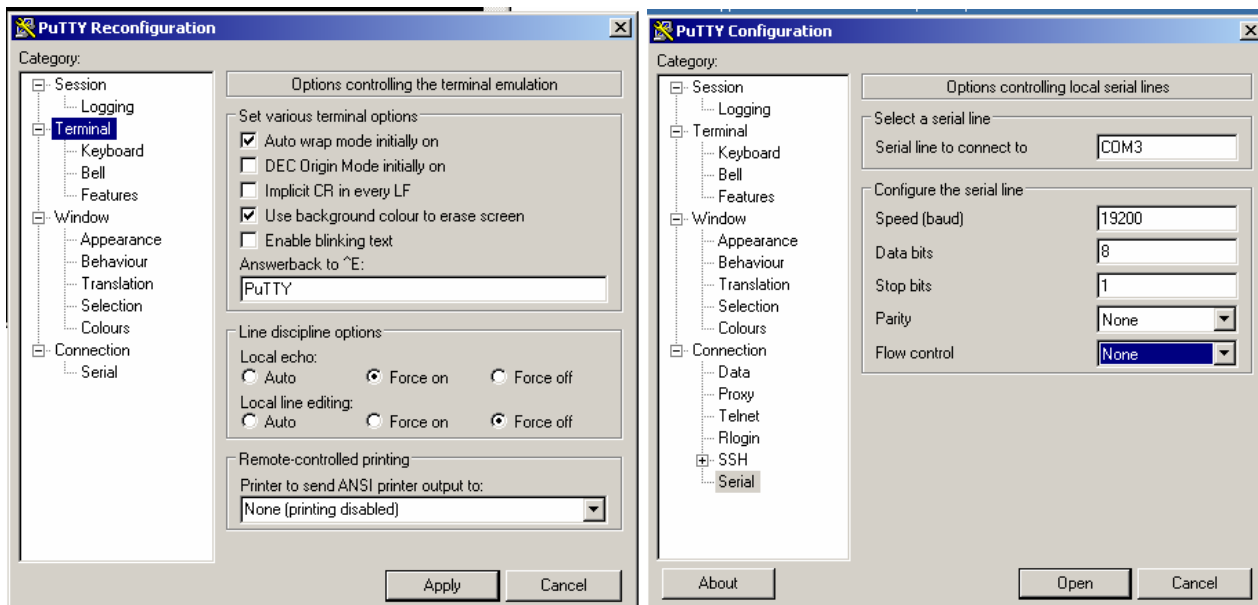 PuTTY Reconfiguration
Category:
Session
Logging
Terminal
Keyboard
Bell
Features
Window
Appearance
Behaviour
Translation
Selection
Colours
Connection
Serial
Options controlling the terminal emulation
Set various terminal options
Auto wrap mode initially on
DEC Origin Mode initially on
Implicit CR in every LF
Use background colour to erase screen
Enable blinking text
Answerback to ^E:
PuTTY
Line discipline options
Local echo:
Auto Force on Force off
Local line editing:
Auto Force on Force off
Remote-controlled printing
Printer to send ANSI printer output to:
None (printing disabled)
Apply Cancel
PuTTY Configuration
Category:
Session
Logging
Terminal
Keyboard
Bell
Features
Window
Appearance
Behaviour
Translation
Selection
Colours
Connection
Data
Proxy
Telnet
Rlogin
SSH
Serial
Options controlling local serial lines
Select a serial line
Serial line to connect to COM3
Configure the serial line
Speed (baud) 19200
Data bits 8
Stop bits 1
Parity None
Flow control None
About Open Cancel